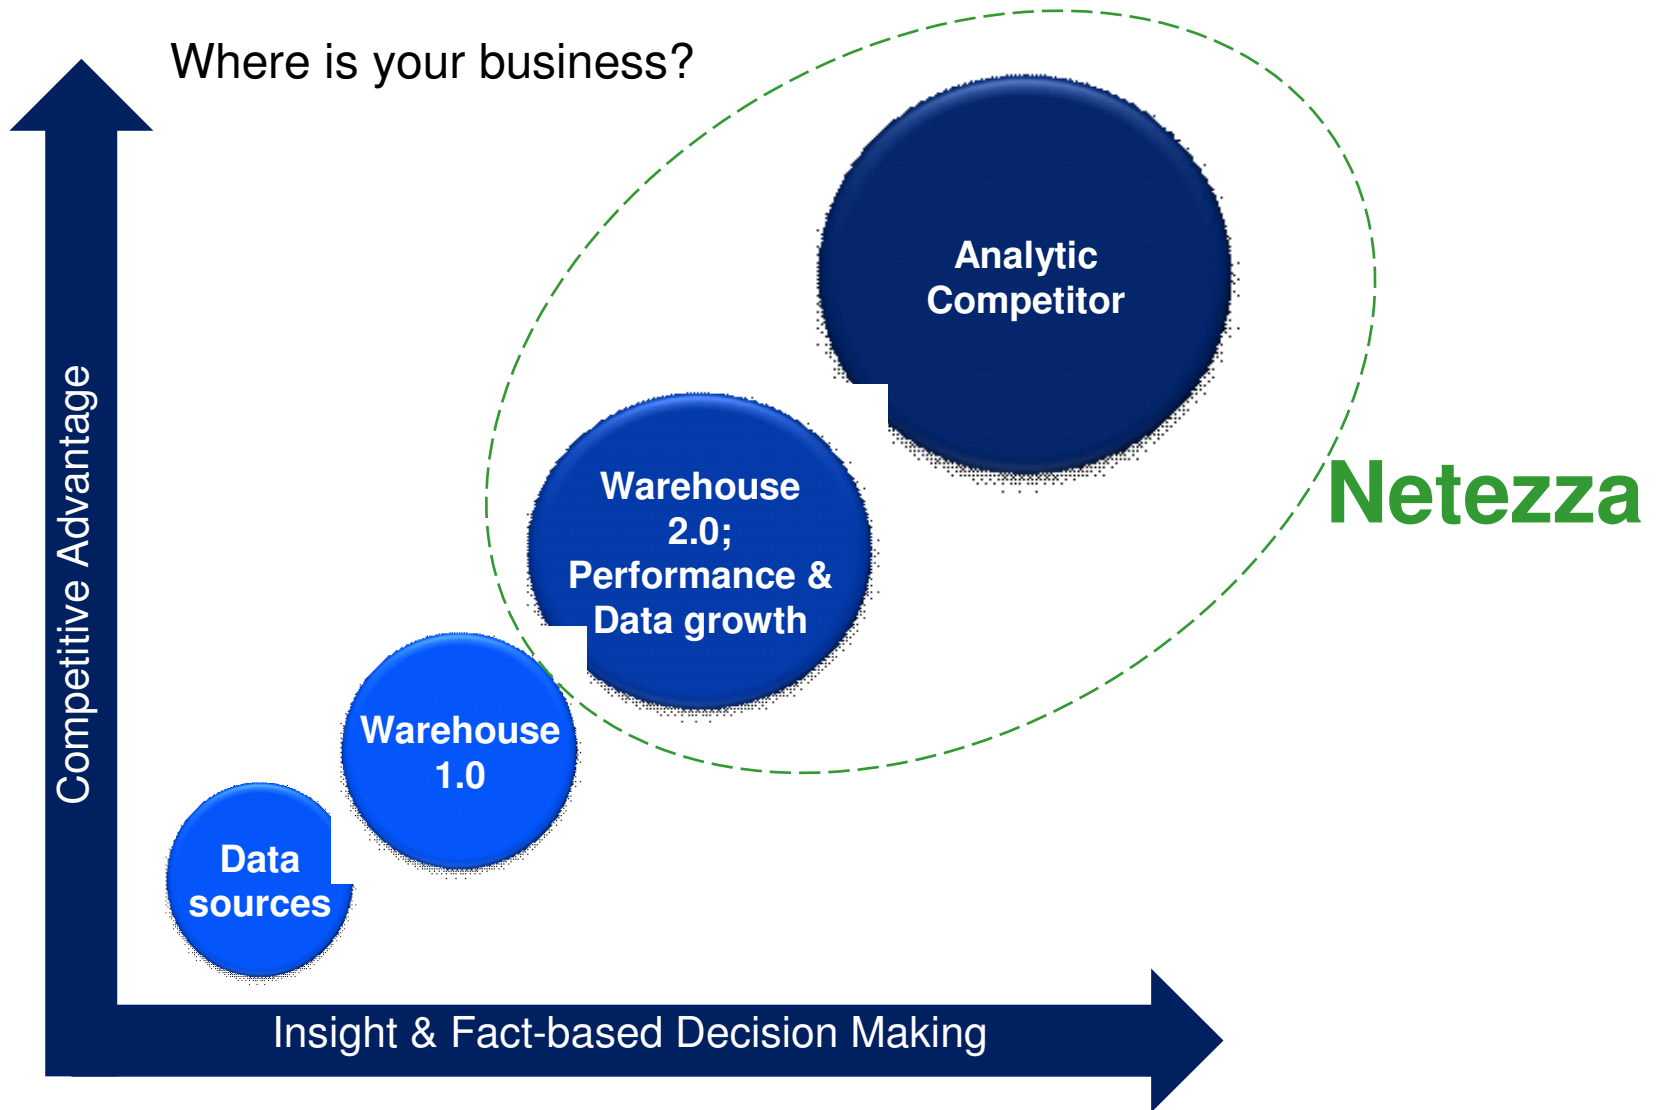 Where is your business?
Competitive Advantage
Analytic
Competitor
Warehouse
2.0;
Performance &
Data growth
Netezza
Warehouse
1.0
Data
sources
Insight & Fact-based Decision Making